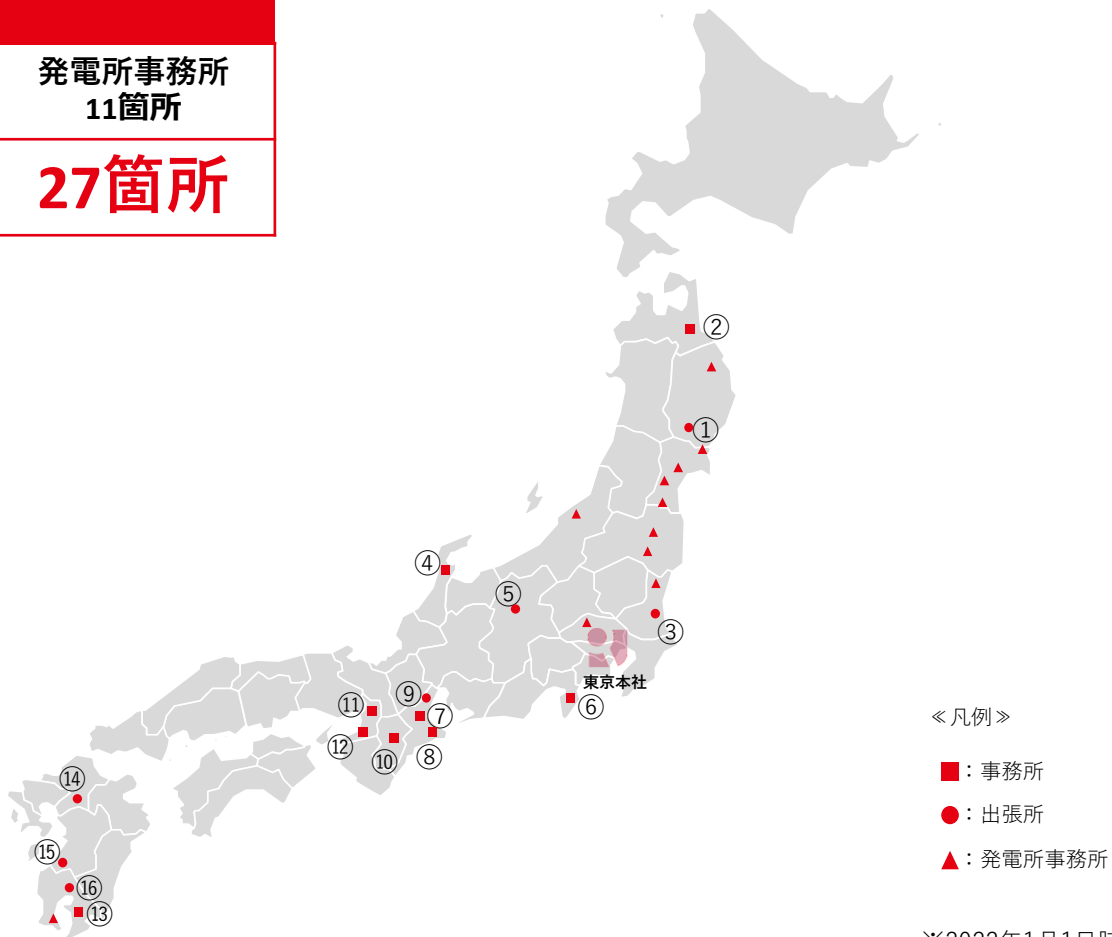 発電所事務所
11箇所
27箇所
②
①
④
⑤
③
東京本社
⑥
⑨
⑦
⑪
⑧
⑫
⑩
≪凡例≫
■：事務所
●：出張所
▲：発電所事務所
⑭
⑮
⑯
⑬